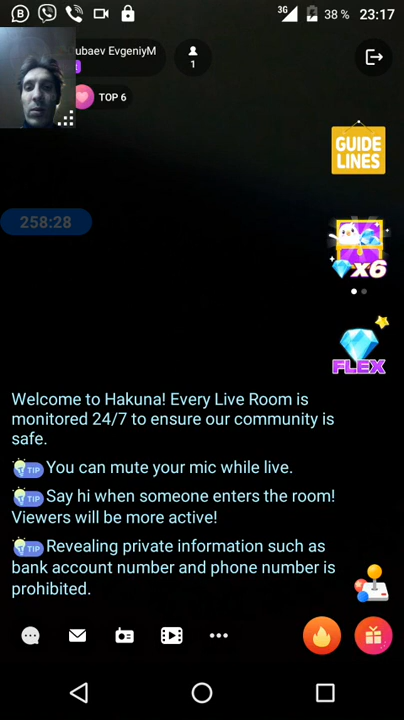 3G
38 %
23:17
ubaev EvgeniyM
1
TOP 6
GUIDE
LINES
258:28
x6
FLEX
Welcome to Hakuna! Every Live Room is
monitored 24/7 to ensure our community is
safe.
TIP You can mute your mic while live.
TIP Say hi when someone enters the room!
Viewers will be more active!
TIP Revealing private information such as
bank account number and phone number is
prohibited.